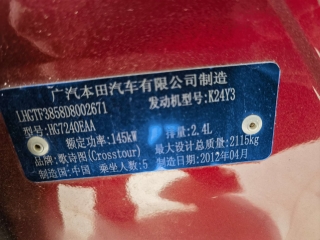 广汽本田汽车有限公司制造
LHGTF3858D8002671
型号:HG7240EAA 发动机型号:K24Y3
额定功率:145kW 排量:2.4L
品牌:歌诗图(Crosstour) 最大设计总质量:2115kg
制造国:中国 乘坐人数:5 制造日期:2012年04月